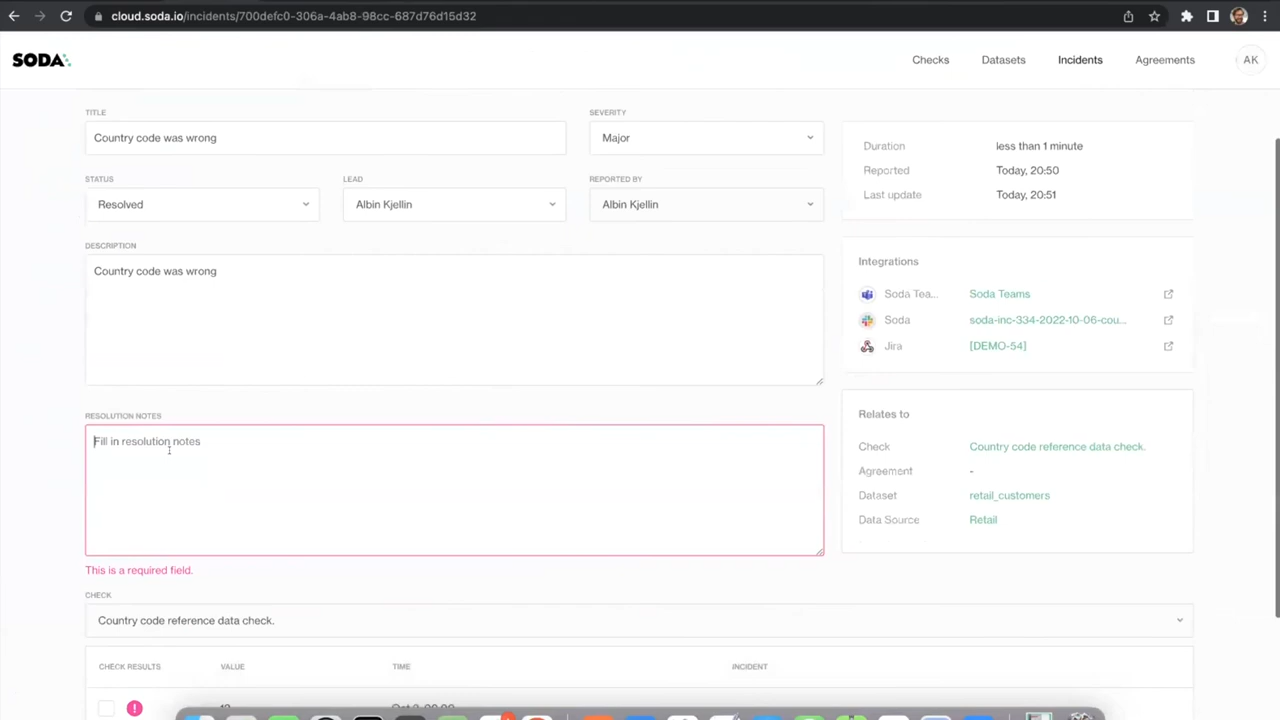 cloud.soda.io/incidents/700defc0-306a-4ab8-98cc-687d76d15d32
SODA
Checks
Datasets
Incidents
Agreements
AK
TITLE
Country code was wrong
SEVERITY
Major
STATUS
Resolved
LEAD
Albin Kjellin
REPORTED BY
Albin Kjellin
DESCRIPTION
Country code was wrong
RESOLUTION NOTES
Fill in resolution notes
This is a required field.
CHECK
Country code reference data check.
CHECK RESULTS
VALUE
TIME
INCIDENT
Duration less than 1 minute
Reported Today, 20:50
Last update Today, 20:51
Integrations
Soda Tea... Soda Teams
Soda soda-inc-334-2022-10-06-cou...
Jira [DEMO-54]
Relates to
Check Country code reference data check.
Agreement -
Dataset retail_customers
Data Source Retail